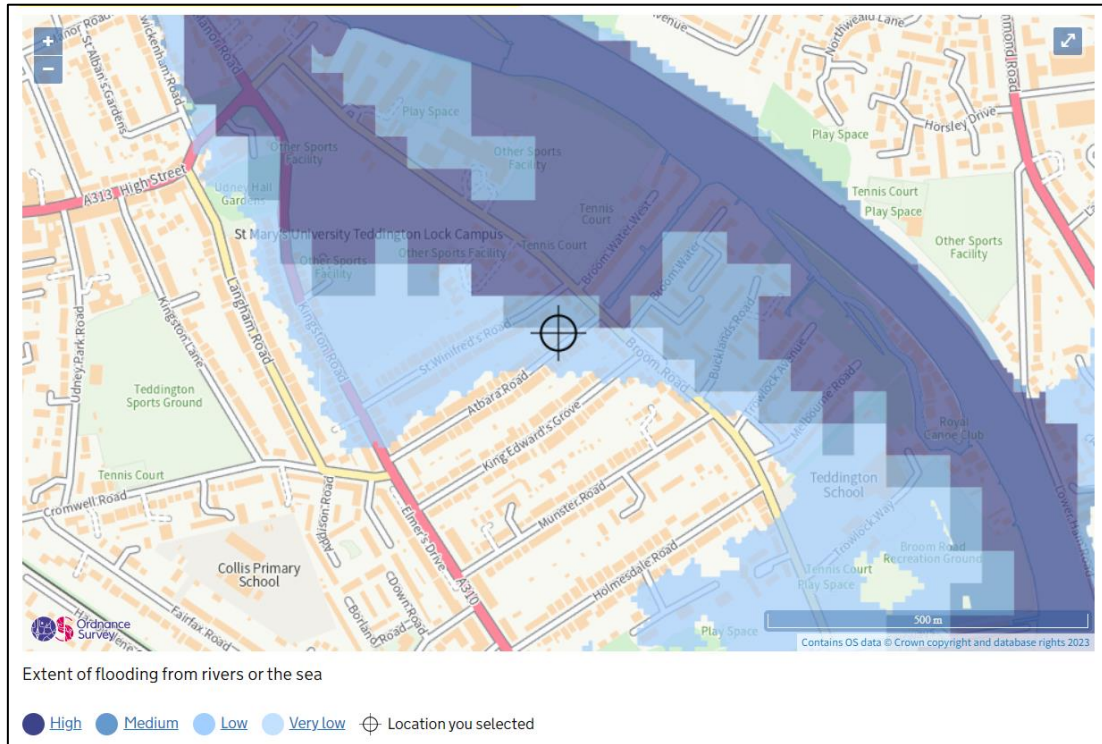 +
−
Manor Road
St Alban's Gardens
Wickenham Road
Manor Road
Avenue
Northweald Lane
Horsley Drive
Play Space
Play Space
Other Sports
Facility
Other Sports
Facility
A313 High Street
Udney Hall
Gardens
Tennis
Court
Tennis Court
Play Space
St Mary's University Teddington Lock Campus
Tennis Court
Other Sports Facility
Other Sports
Facility
Broom Water West
Broom Water
Other Sports
Facility
Langham Road
Kingston Lane
Udney Park Road
Kingston Road
St Winifred's Road
Broom Road
Bucklands Road
Trowlock Avenue
Melbourne Road
Atbara Road
King Edward's Grove
Teddington
Sports Ground
Royal
Canoe Club
Tennis Court
Cromwell Road
Addison Road
Munster Road
Teddington
School
Trowlock Way
Lower Ham Road
Elmer's Drive
Collis Primary
School
Holmesdale Road
Broom Road
Recreation Ground
Tennis Court
Play Space
Down Road
Borland Road
A310
Fairfax Road
Play Space
Ordnance
Survey
500 m
Contains OS data © Crown copyright and database rights 2023
Extent of flooding from rivers or the sea
High Medium Low Very low Location you selected